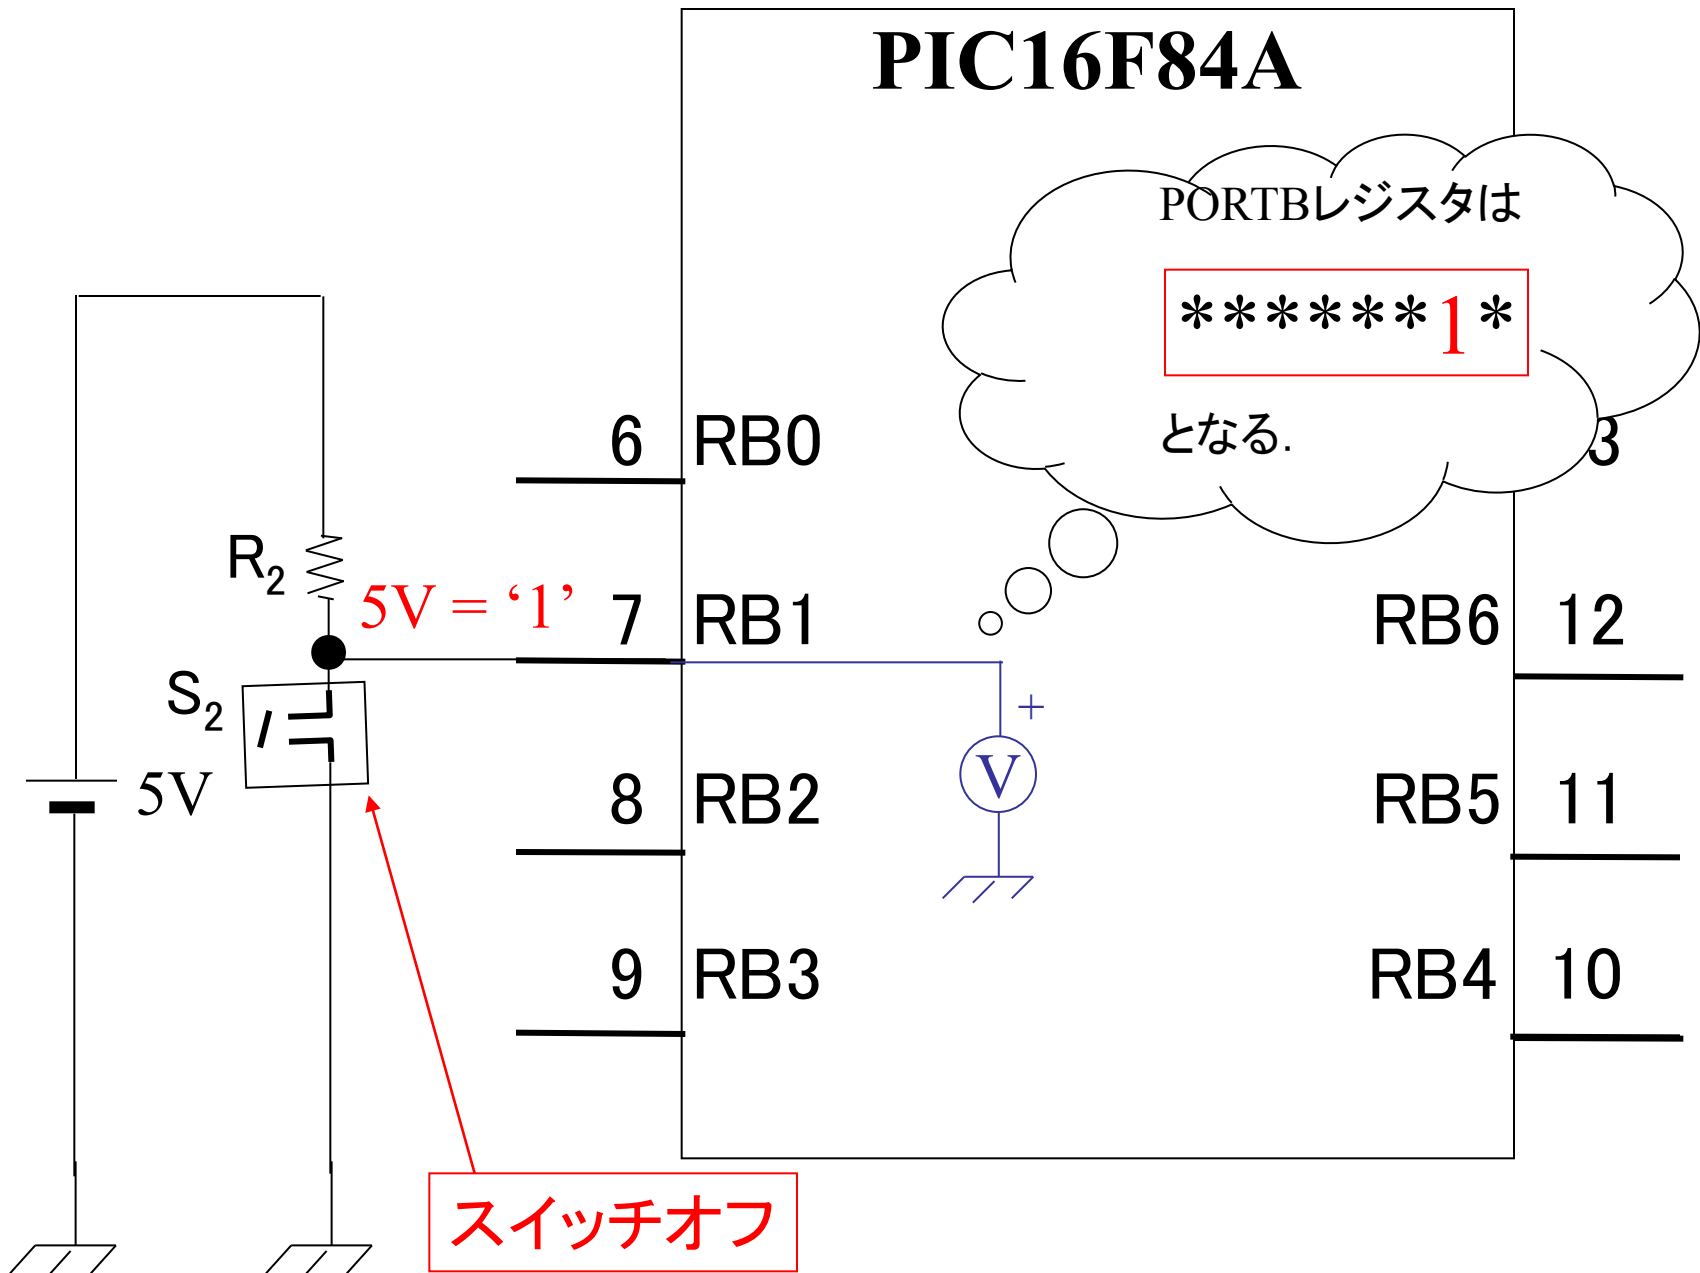 PIC16F84A
PORTBレジスタは
******1*
となる.
6 RB0
3
R2
5V = ‘1’
7 RB1
RB6 12
S2
5V
8 RB2
+
V
RB5 11
9 RB3
RB4 10
スイッチオフ